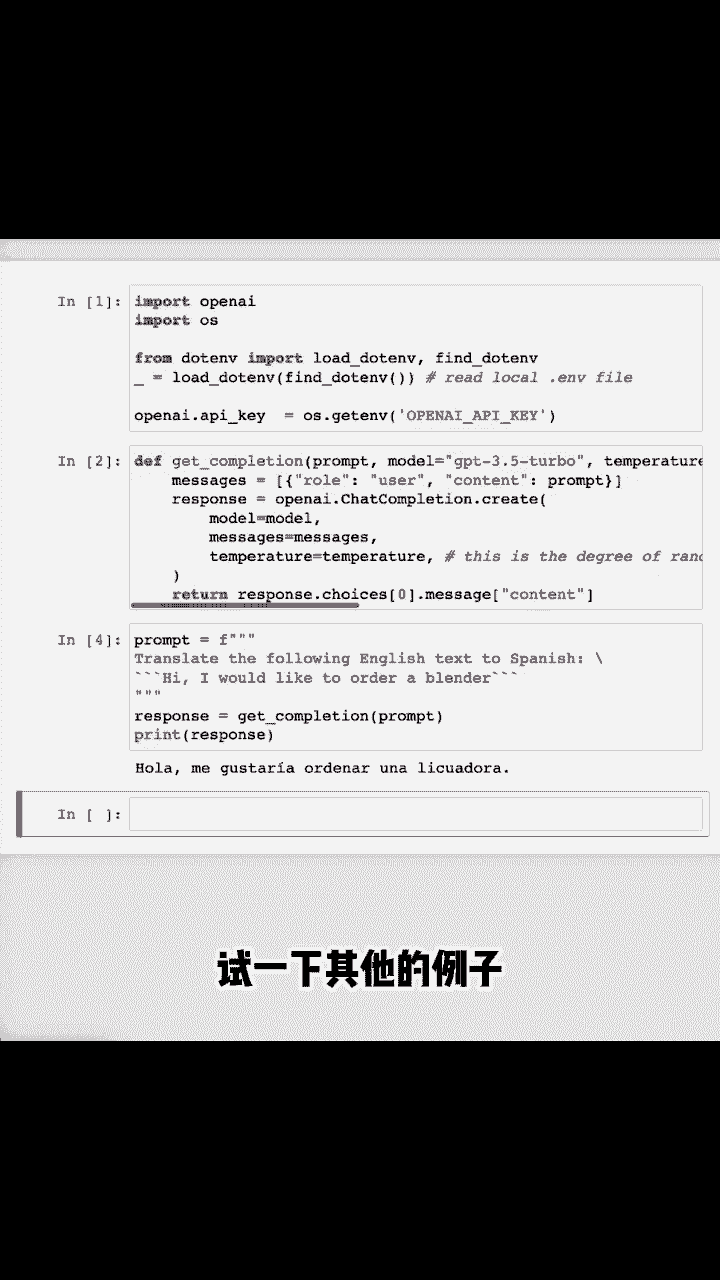 In [1]: import openai
import os
from dotenv import load_dotenv, find_dotenv
_ = load_dotenv(find_dotenv()) # read local .env file
openai.api_key  = os.getenv('OPENAI_API_KEY')
In [2]: def get_completion(prompt, model="gpt-3.5-turbo", temperature
messages = [{"role": "user", "content": prompt}]
response = openai.ChatCompletion.create(
model=model,
messages=messages,
temperature=temperature, # this is the degree of ranc
)
return response.choices[0].message["content"]
In [4]: prompt = f"""
Translate the following English text to Spanish: \
```Hi, I would like to order a blender```
"""
response = get_completion(prompt)
print(response)
Hola, me gustaría ordenar una licuadora.
In [ ]:
试一下其他的例子